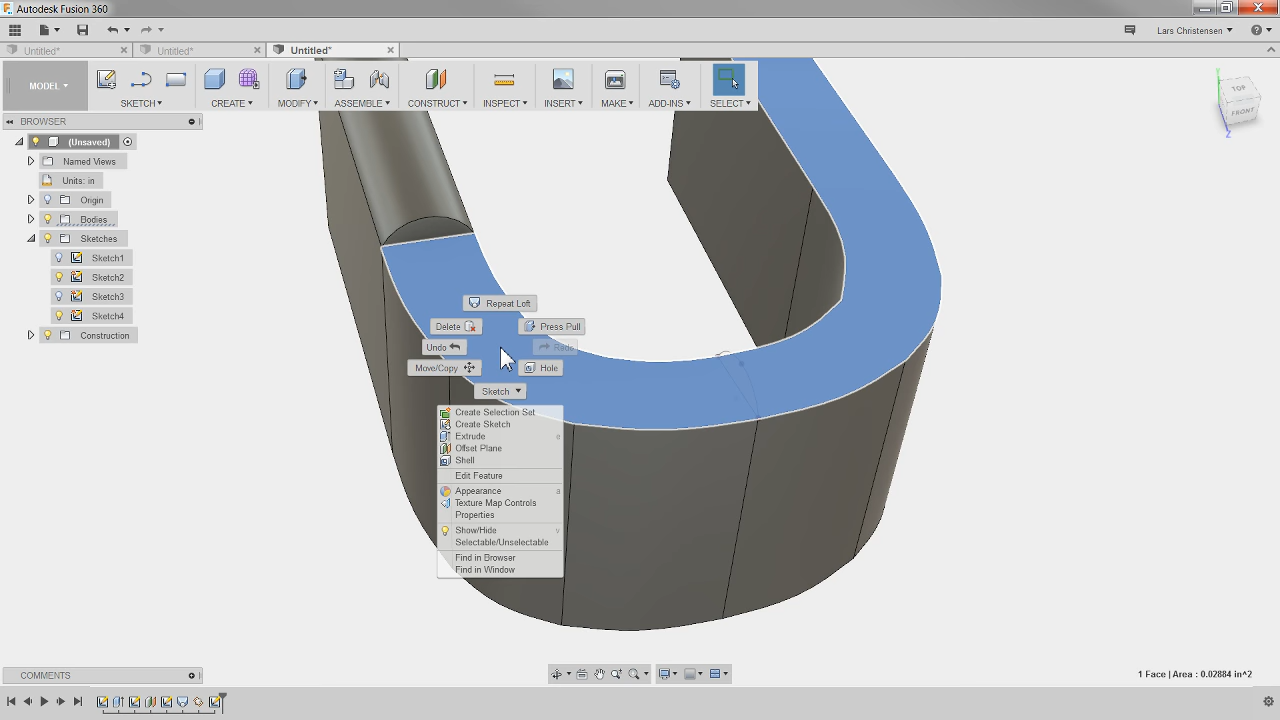 Autodesk Fusion 360
Lars Christensen
Untitled*
Untitled*
Untitled*
MODEL
SKETCH
CREATE
MODIFY
ASSEMBLE
CONSTRUCT
INSPECT
INSERT
MAKE
ADD-INS
SELECT
TOP
FRONT
Y
Z
BROWSER
(Unsaved)
Named Views
Units: in
Origin
Bodies
Sketches
Sketch1
Sketch2
Sketch3
Sketch4
Construction
Repeat Loft
Delete
Press Pull
Undo
Redo
Move/Copy
Hole
Sketch
Create Selection Set
Create Sketch
Extrude e
Offset Plane
Shell
Edit Feature
Appearance a
Texture Map Controls
Properties
Show/Hide v
Selectable/Unselectable
Find in Browser
Find in Window
COMMENTS
1 Face | Area : 0.02884 in^2